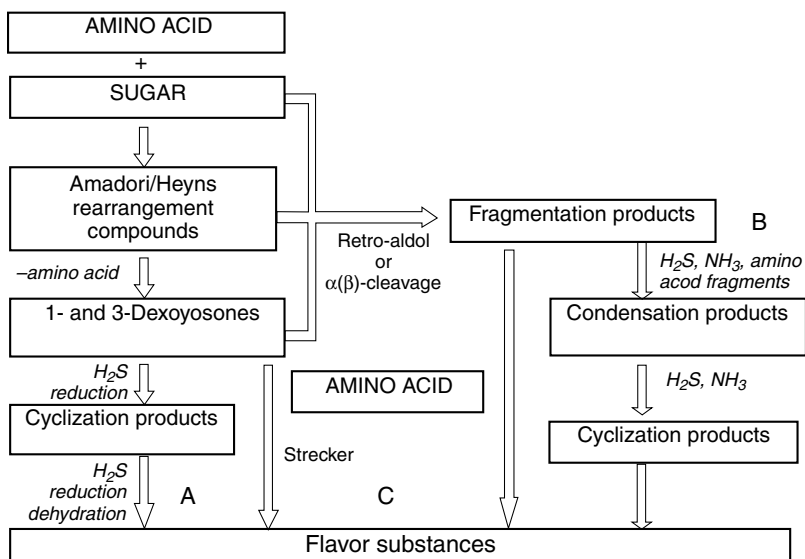 AMINO ACID
+
SUGAR
Amadori/Heyns
rearrangement
compounds
–amino acid
1- and 3-Dexoyosones
H₂S
reduction
Cyclization products
H₂S
reduction
dehydration
A
Retro-aldol
or
α(β)-cleavage
AMINO ACID
Strecker
C
Fragmentation products
B
H₂S, NH₃, amino
acod fragments
Condensation products
H₂S, NH₃
Cyclization products
Flavor substances